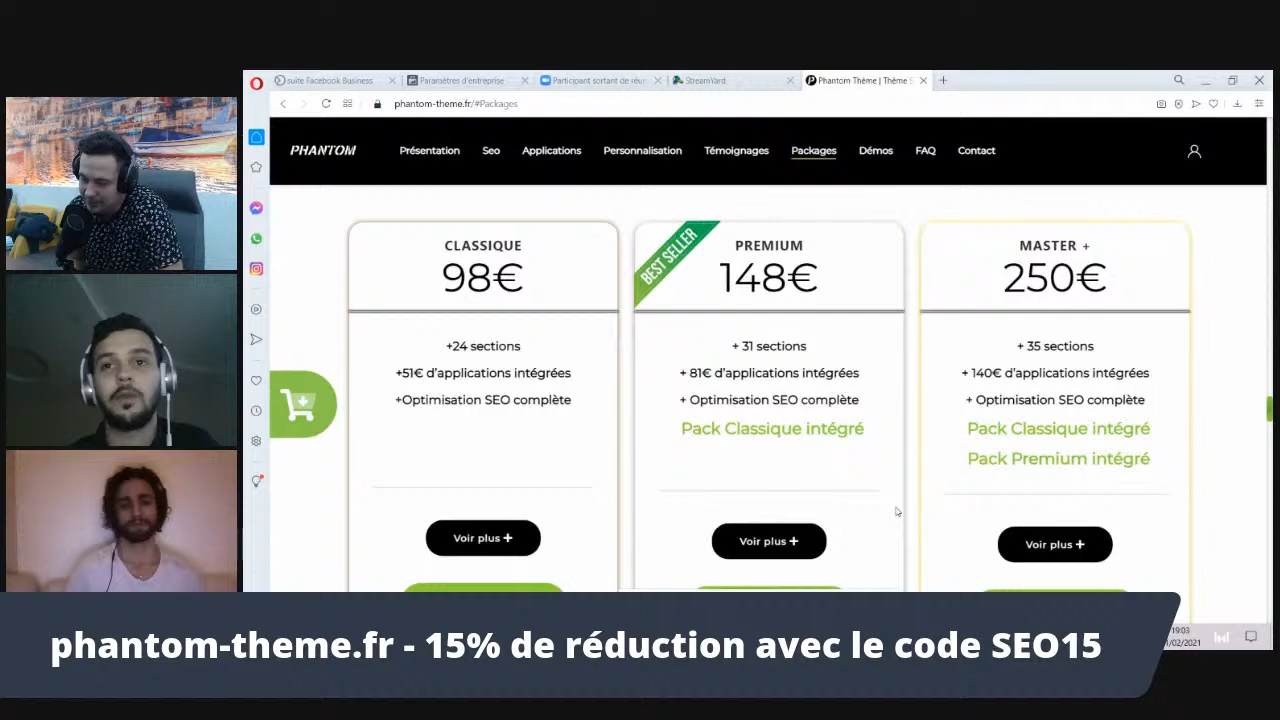 suite Facebook Business
Paramètres d'entreprise
Participant sortant de réu
StreamYard
Phantom Thème | Thème S
phantom-theme.fr/#Packages
PHANTOM
Présentation
Seo
Applications
Personnalisation
Témoignages
Packages
Démos
FAQ
Contact
CLASSIQUE
98€
+24 sections
+51€ d'applications intégrées
+Optimisation SEO complète
Voir plus +
BEST SELLER
PREMIUM
148€
+ 31 sections
+ 81€ d'applications intégrées
+ Optimisation SEO complète
Pack Classique intégré
Voir plus +
MASTER +
250€
+ 35 sections
+ 140€ d'applications intégrées
+ Optimisation SEO complète
Pack Classique intégré
Pack Premium intégré
Voir plus +
19:03
/02/2021
phantom-theme.fr - 15% de réduction avec le code SEO15